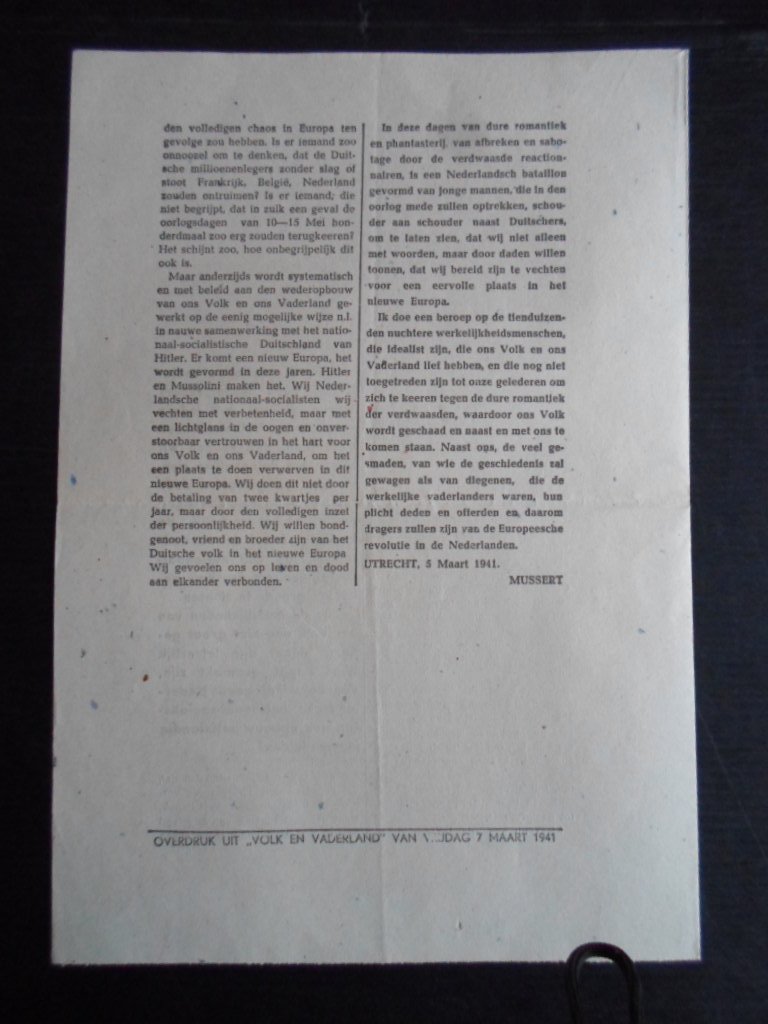 den volledigen chaos in Europa ten
gevolge zou hebben. Is er iemand zoo
onnoozel om te denken, dat de Duit-
sche millioenenlegers zonder slag of
stoot Frankrijk, België, Nederland
zouden ontruimen? Is er iemand, die
niet begrijpt, dat in zulk een geval de
oorlogsdagen van 10—15 Mei hon-
derdmaal zoo erg zouden terugkeeren?
Het schijnt zoo, hoe onbegrijpelijk dit
ook is.
Maar anderzijds wordt systematisch
en met beleid aan den wederopbouw
van ons Volk en ons Vaderland ge-
werkt op de eenig mogelijke wijze n.l.
in nauwe samenwerking met het natio-
naal-socialistische Duitschland van
Hitler. Er komt een nieuw Europa, het
wordt gevormd in deze jaren. Hitler
en Mussolini maken het. Wij Neder-
landsche nationaal-socialisten wij
vechten met verbetenheid, maar met
een lichtglans in de oogen en onver-
stoorbaar vertrouwen in het hart voor
ons Volk en ons Vaderland, om het
een plaats te doen verwerven in dit
nieuwe Europa. Wij doen dit niet door
de betaling van twee kwartjes per
jaar, maar door den volledigen inzet
der persoonlijkheid. Wij willen bond-
genoot, vriend en broeder zijn van het
Duitsche volk in het nieuwe Europa
Wij gevoelen ons op leven en dood
aan elkander verbonden.
In deze dagen van dure romantiek
en phantasterij, van afbreken en sabo-
tage door de verdwaasde reaction-
nairen, is een Nederlandsch bataillon
gevormd van jonge mannen, die in den
oorlog mede zullen optrekken, schou-
der aan schouder naast Duitschers,
om te laten zien, dat wij niet alleen
met woorden, maar door daden willen
toonen, dat wij bereid zijn te vechten
voor een eervolle plaats in het
nieuwe Europa.
Ik doe een beroep op de tienduizen-
den nuchtere werkelijkheidsmenschen,
die idealist zijn, die ons Volk en ons
Vaderland lief hebben, en die nog niet
toegetreden zijn tot onze gelederen om
zich te keeren tegen de dure romantiek
der verdwaasden, waardoor ons Volk
wordt geschaad en naast en met ons te
komen staan. Naast ons, de veel ge-
smaden, van wie de geschiedenis zal
gewagen als van diegenen, die de
werkelijke vaderlanders waren, hun
plicht deden en offerden en daarom
dragers zullen zijn van de Europeesche
revolutie in de Nederlanden.
UTRECHT, 5 Maart 1941.
MUSSERT
OVERDRUK UIT „VOLK EN VADERLAND" VAN 7 MAART 1941